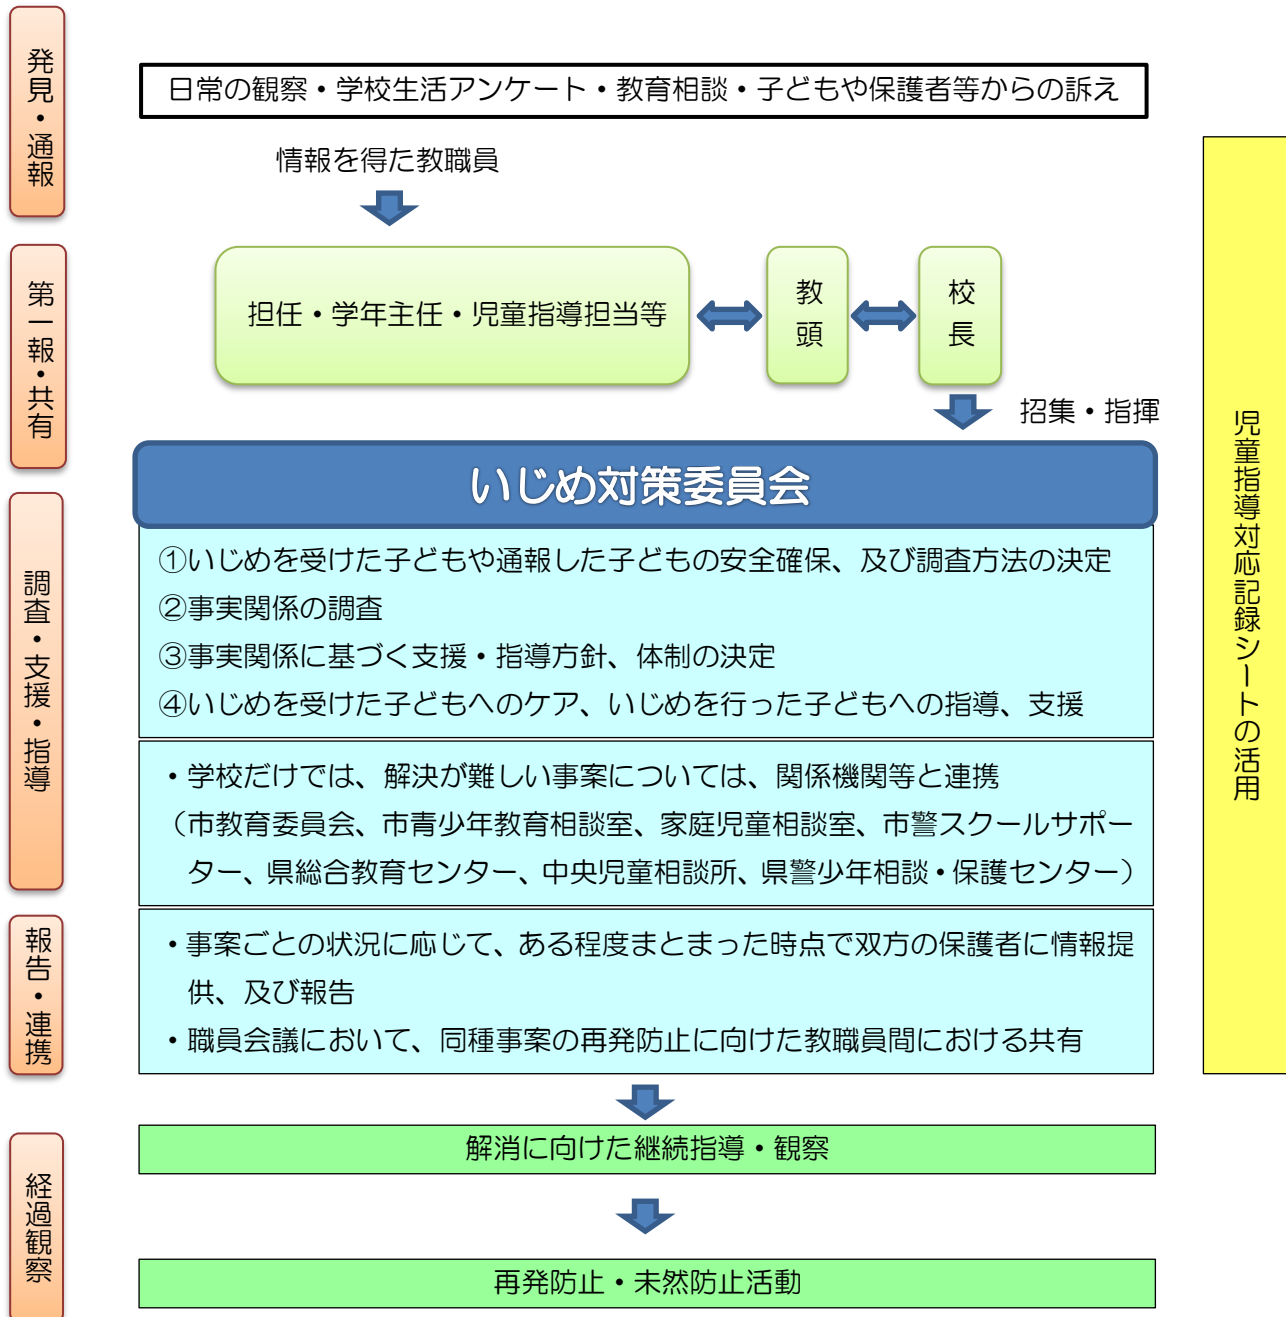 発見・通報
日常の観察・学校生活アンケート・教育相談・子どもや保護者等からの訴え
情報を得た教職員
第一報・共有
担任・学年主任・児童指導担当等
教頭
校長
招集・指揮
いじめ対策委員会
調査・支援・指導
①いじめを受けた子どもや通報した子どもの安全確保、及び調査方法の決定
②事実関係の調査
③事実関係に基づく支援・指導方針、体制の決定
④いじめを受けた子どもへのケア、いじめを行った子どもへの指導、支援
・学校だけでは、解決が難しい事案については、関係機関等と連携
（市教育委員会、市青少年教育相談室、家庭児童相談室、市警スクールサポー
ター、県総合教育センター、中央児童相談所、県警少年相談・保護センター）
報告・連携
・事案ごとの状況に応じて、ある程度まとまった時点で双方の保護者に情報提
供、及び報告
・職員会議において、同種事案の再発防止に向けた教職員間における共有
児童指導対応記録シートの活用
経過観察
解消に向けた継続指導・観察
再発防止・未然防止活動